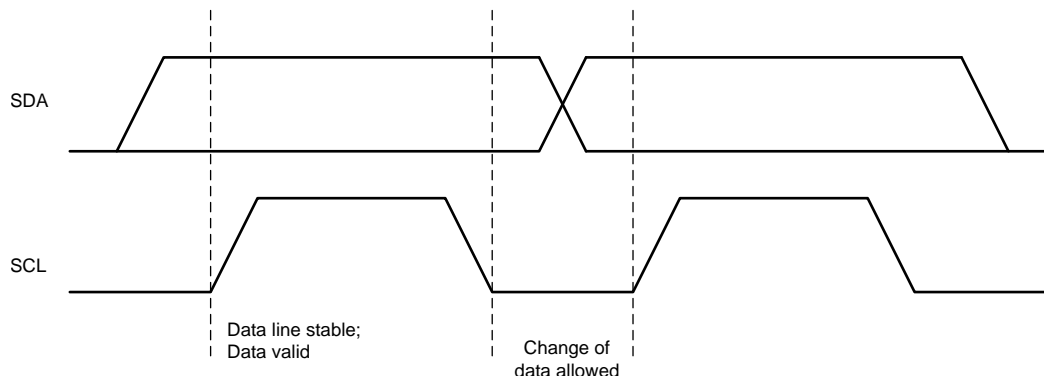 SDA
SCL
Data line stable;
Data valid
Change of
data allowed